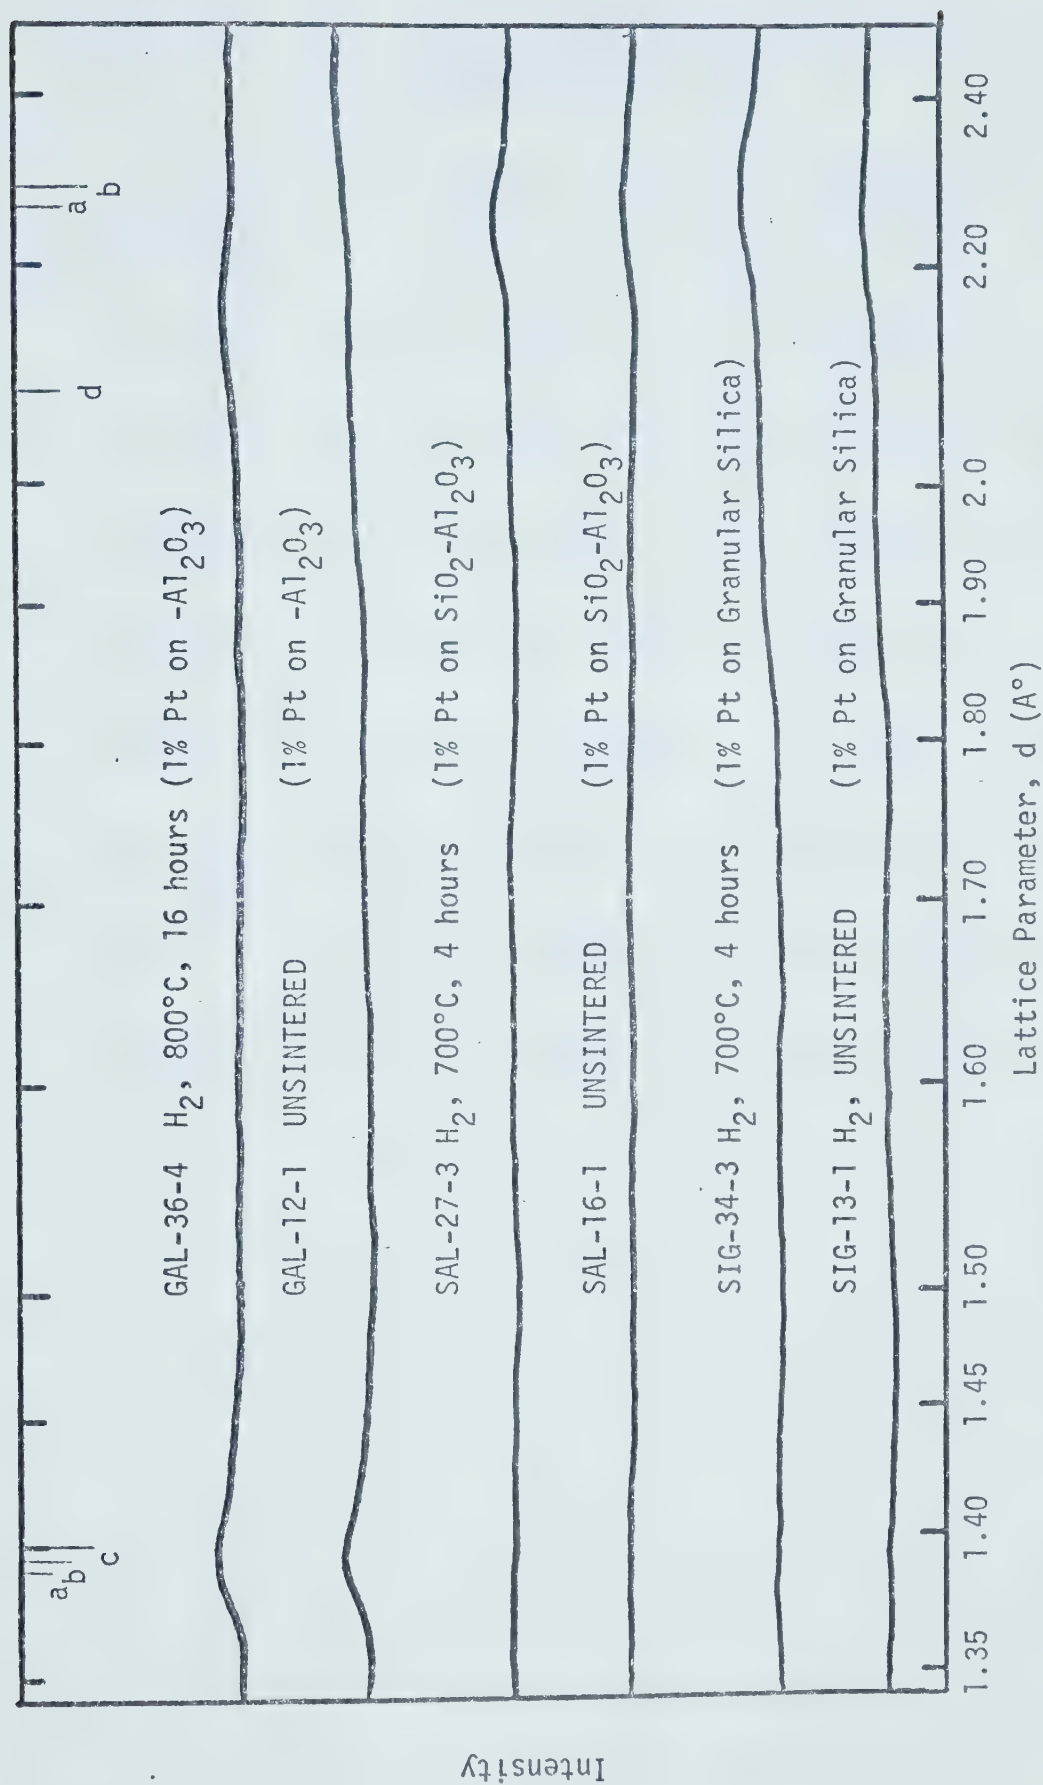 a
b
c
d
a
b
GAL-36-4 H₂, 800°C, 16 hours (1% Pt on -Al₂O₃)
GAL-12-1 UNSINTERED (1% Pt on -Al₂O₃)
SAL-27-3 H₂, 700°C, 4 hours (1% Pt on SiO₂-Al₂O₃)
SAL-16-1 UNSINTERED (1% Pt on SiO₂-Al₂O₃)
SIG-34-3 H₂, 700°C, 4 hours (1% Pt on Granular Silica)
SIG-13-1 H₂, UNSINTERED (1% Pt on Granular Silica)
1.35 1.40 1.45 1.50 1.60 1.70 1.80 1.90 2.0 2.20 2.40
Lattice Parameter, d (A°)
Intensity